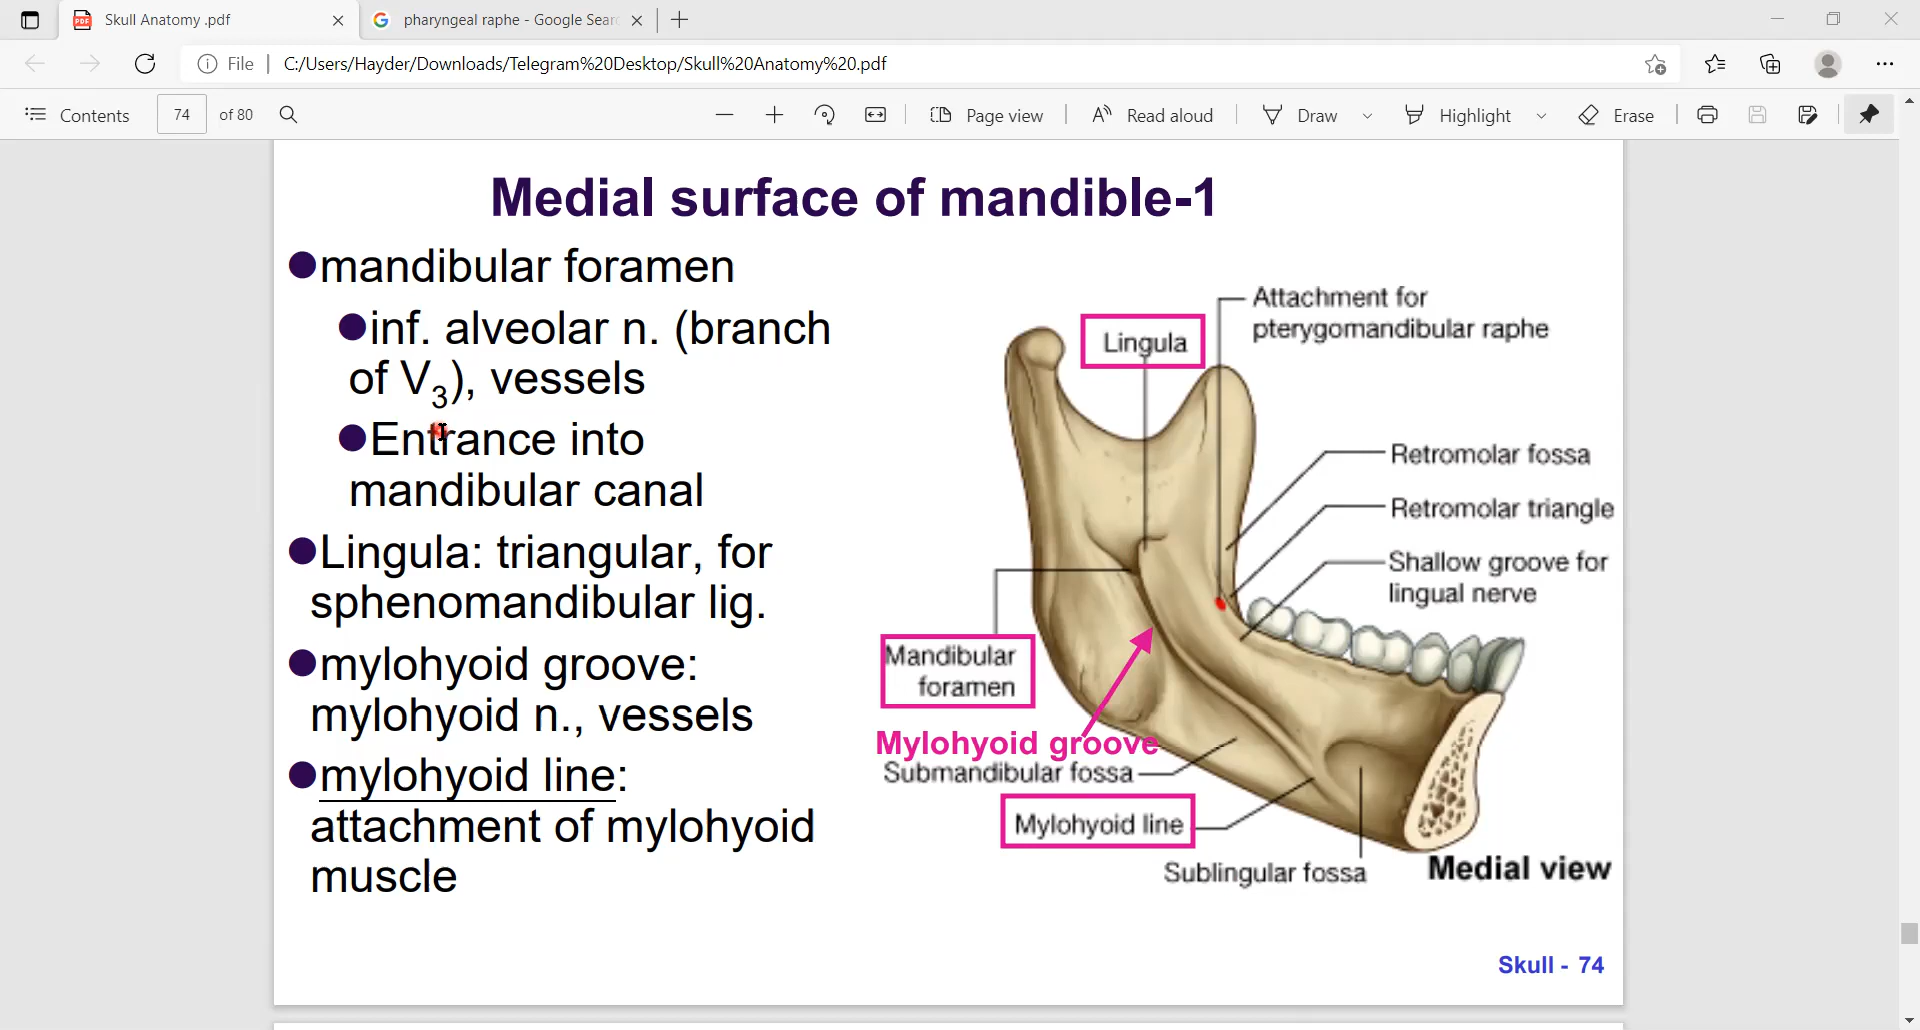 Skull Anatomy .pdf
pharyngeal raphe - Google Sear
File
C:/Users/Hayder/Downloads/Telegram%20Desktop/Skull%20Anatomy%20.pdf
Contents
74
of 80
Page view
Read aloud
Draw
Highlight
Erase
Medial surface of mandible-1
mandibular foramen
inf. alveolar n. (branch
of V3), vessels
Entrance into
mandibular canal
Lingula: triangular, for
sphenomandibular lig.
mylohyoid groove:
mylohyoid n., vessels
mylohyoid line:
attachment of mylohyoid
muscle
Attachment for
pterygomandibular raphe
Lingula
Retromolar fossa
Retromolar triangle
Shallow groove for
lingual nerve
Mandibular
foramen
Mylohyoid groove
Submandibular fossa
Mylohyoid line
Sublingular fossa
Medial view
Skull - 74